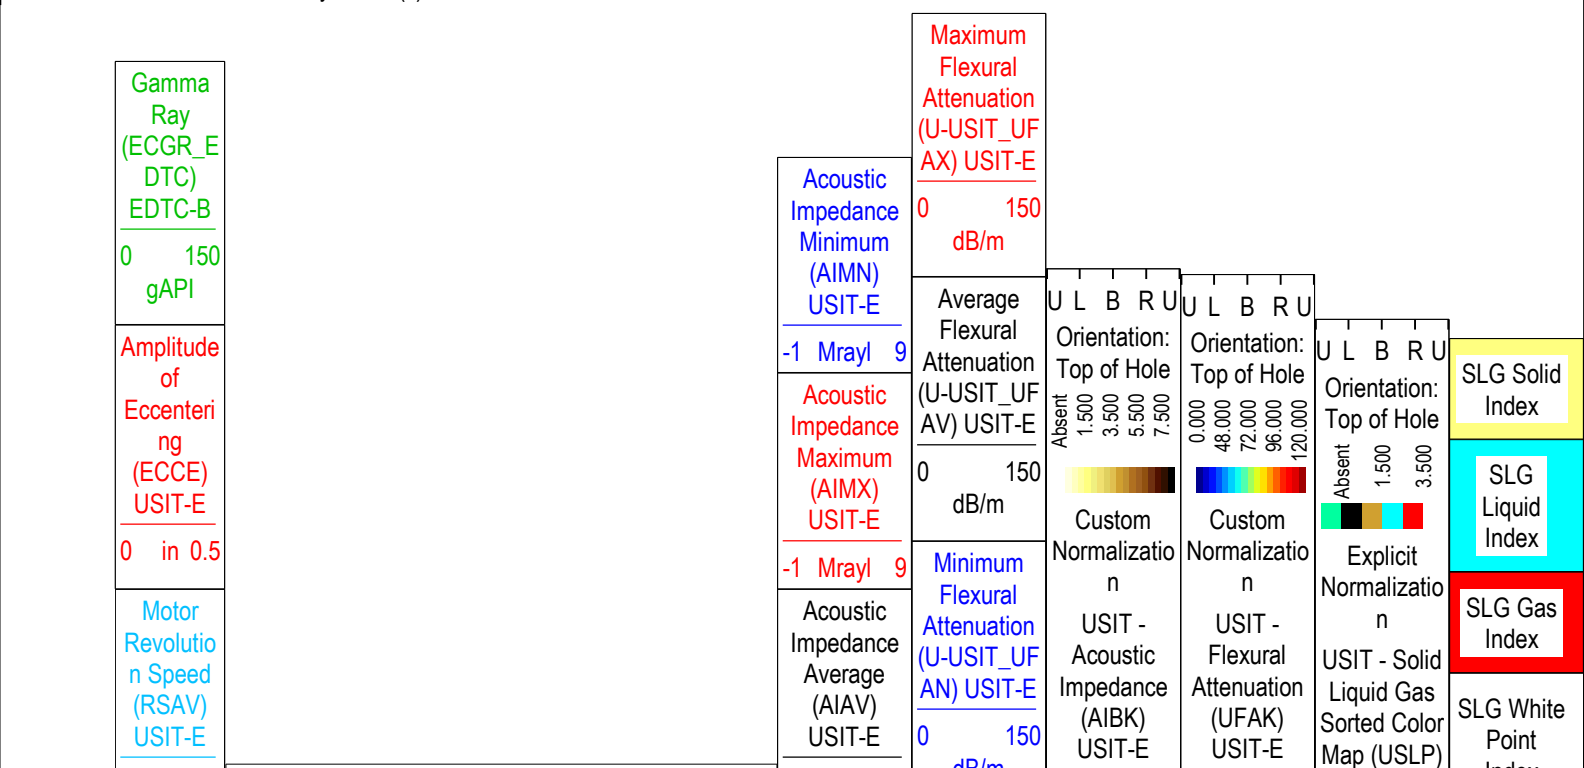 Gamma
Ray
(ECGR_E
DTC)
EDTC-B
0 150
gAPI
Amplitude
of
Eccenteri
ng
(ECCE)
USIT-E
0 in 0.5
Motor
Revolutio
n Speed
(RSAV)
USIT-E
Acoustic
Impedance
Minimum
(AIMN)
USIT-E
-1 Mrayl 9
Acoustic
Impedance
Maximum
(AIMX)
USIT-E
-1 Mrayl 9
Acoustic
Impedance
Average
(AIAV)
USIT-E
Maximum
Flexural
Attenuation
(U-USIT_UF
AX) USIT-E
0 150
dB/m
Average
Flexural
Attenuation
(U-USIT_UF
AV) USIT-E
0 150
dB/m
Minimum
Flexural
Attenuation
(U-USIT_UF
AN) USIT-E
0 150
dB/m
U L B R U
Orientation:
Top of Hole
Absent
1.500
3.500
5.500
7.500
Custom
Normalizatio
n
USIT -
Acoustic
Impedance
(AIBK)
USIT-E
U L B R U
Orientation:
Top of Hole
0.000
48.000
72.000
96.000
120.000
Custom
Normalizatio
n
USIT -
Flexural
Attenuation
(UFAK)
USIT-E
U L B R U
Orientation:
Top of Hole
Absent
1.500
3.500
Explicit
Normalizatio
n
USIT - Solid
Liquid Gas
Sorted Color
Map (USLP)
SLG Solid
Index
SLG
Liquid
Index
SLG Gas
Index
SLG White
Point
Index